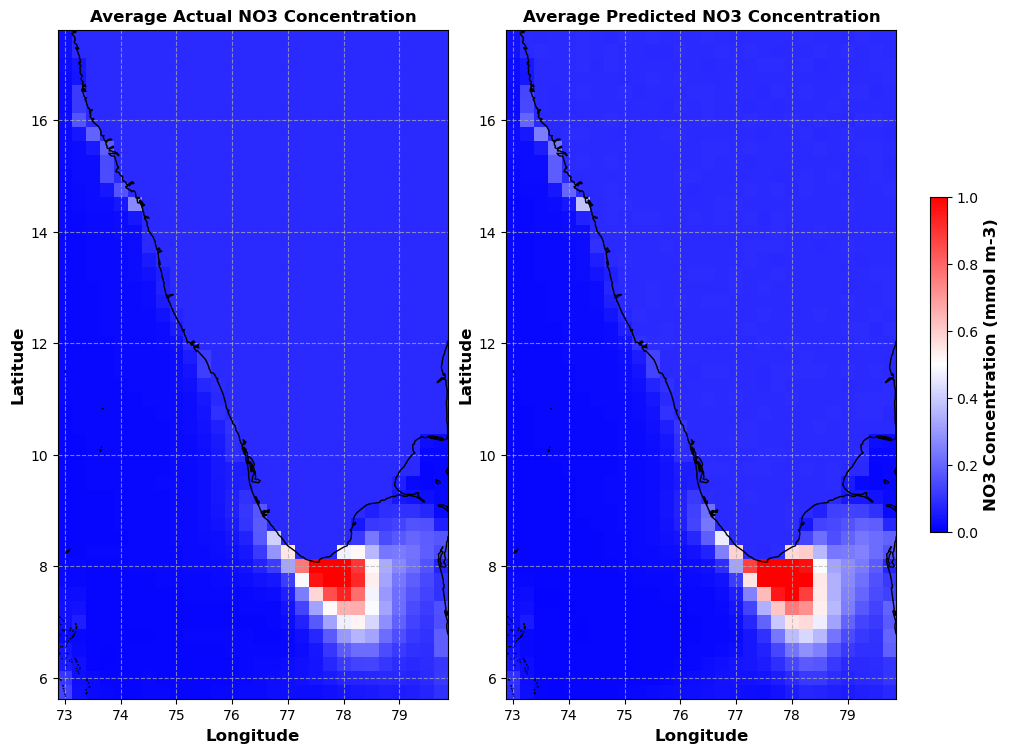 Average Actual NO3 Concentration
Average Predicted NO3 Concentration
16
14
12
10
8
6
Latitude
73 74 75 76 77 78 79
Longitude
16
14
12
10
8
6
Latitude
73 74 75 76 77 78 79
Longitude
1.0
0.8
0.6
0.4
0.2
0.0
NO3 Concentration (mmol m-3)